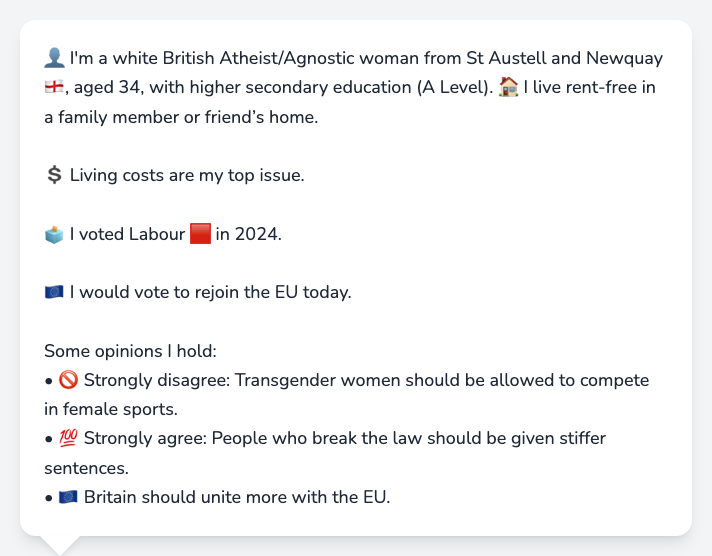 👤 I'm a white British Atheist/Agnostic woman from St Austell and Newquay
🏴󠁧󠁢󠁥󠁮󠁧󠁿, aged 34, with higher secondary education (A Level). 🏠 I live rent-free in
a family member or friend’s home.
💲 Living costs are my top issue.
🗳️ I voted Labour 🟥 in 2024.
🇪🇺 I would vote to rejoin the EU today.
Some opinions I hold:
• 🚫 Strongly disagree: Transgender women should be allowed to compete
in female sports.
• 💯 Strongly agree: People who break the law should be given stiffer
sentences.
• 🇪🇺 Britain should unite more with the EU.